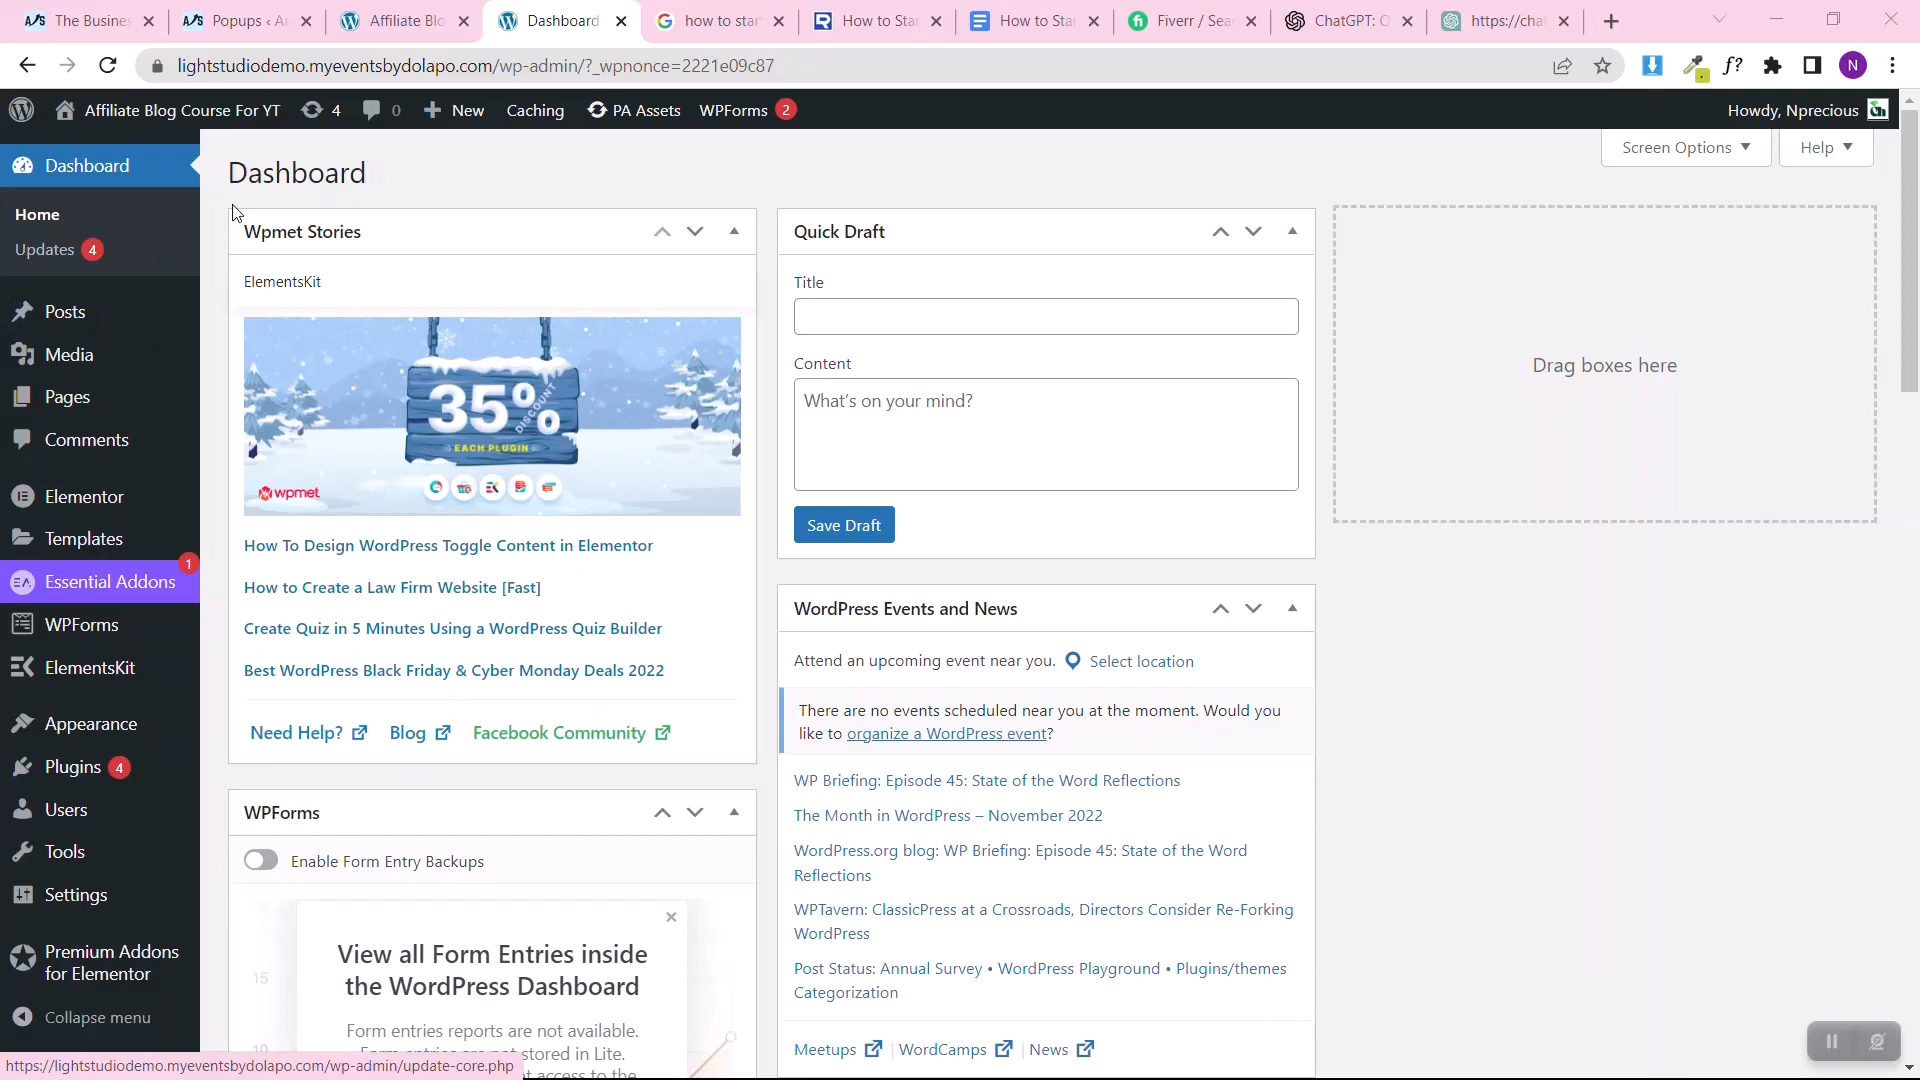 The Busines
Popups ‹ A
Affiliate Blo
Dashboard
how to star
How to Star
How to Sta
Fiverr / Sea
ChatGPT: O
https://cha
lightstudiodemo.myeventsbydolapo.com/wp-admin/?_wpnonce=2221e09c87
f?
N
Affiliate Blog Course For YT
4
0
New
Caching
PA Assets
WPForms 2
Howdy, Nprecious
Dashboard
Home
Updates 4
Posts
Media
Pages
Comments
Elementor
Templates
1
Essential Addons
WPForms
ElementsKit
Appearance
Plugins 4
Users
Tools
Settings
Premium Addons
for Elementor
Collapse menu
https://lightstudiodemo.myeventsbydolapo.com/wp-admin/update-core.php
Dashboard
Screen Options
Help
Wpmet Stories
ElementsKit
35%
DISCOUNT
EACH PLUGIN
wpmet
How To Design WordPress Toggle Content in Elementor
How to Create a Law Firm Website [Fast]
Create Quiz in 5 Minutes Using a WordPress Quiz Builder
Best WordPress Black Friday & Cyber Monday Deals 2022
Need Help?
Blog
Facebook Community
WPForms
Enable Form Entry Backups
View all Form Entries inside
the WordPress Dashboard
Form entries reports are not available.
15
10
Quick Draft
Title
Content
What's on your mind?
Save Draft
WordPress Events and News
Attend an upcoming event near you. Select location
There are no events scheduled near you at the moment. Would you
like to organize a WordPress event?
WP Briefing: Episode 45: State of the Word Reflections
The Month in WordPress – November 2022
WordPress.org blog: WP Briefing: Episode 45: State of the Word
Reflections
WPTavern: ClassicPress at a Crossroads, Directors Consider Re-Forking
WordPress
Post Status: Annual Survey • WordPress Playground • Plugins/themes
Categorization
Meetups
WordCamps
News
Drag boxes here